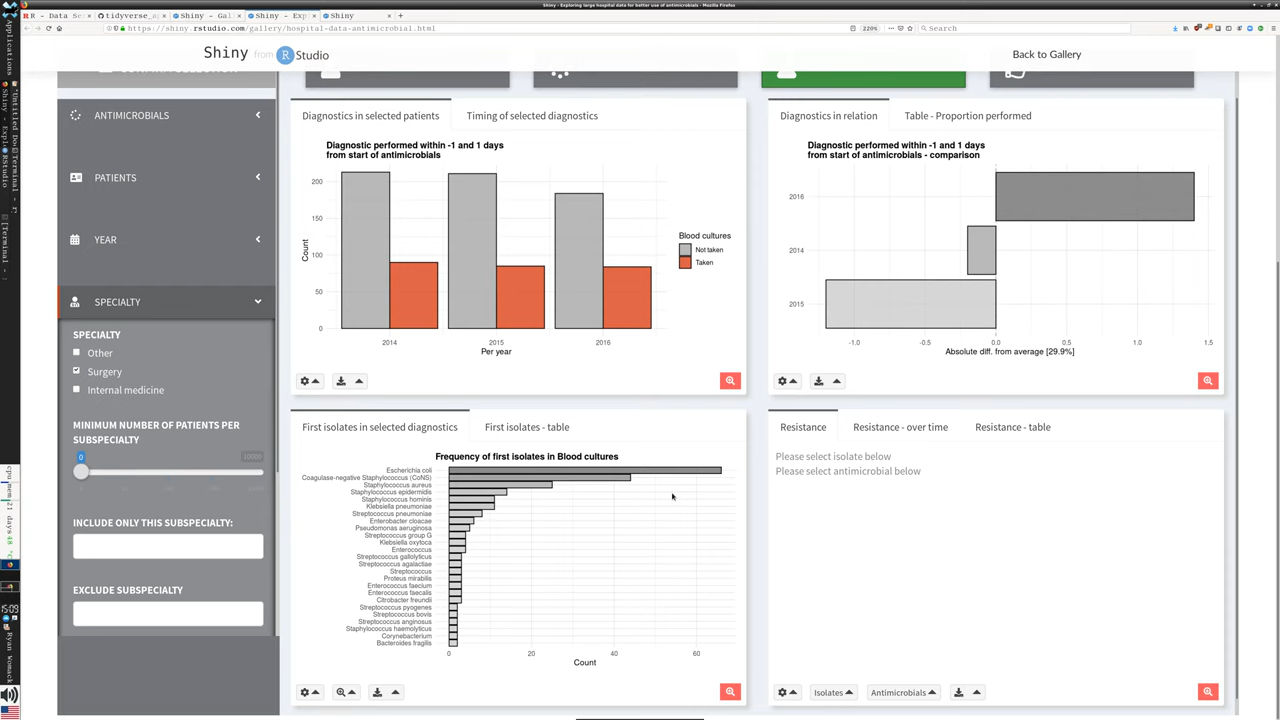 Shiny - Exploring large hospital data for better use of antimicrobials. - Mozilla Firefox
R - Data Se
tidyverse_
Shiny - Gal
Shiny - Exp
Shiny
https://shiny.rstudio.com/gallery/hospital-data-antimicrobial.html
220%
Search
Applications
Shiny from R Studio
Back to Gallery
ANTIMICROBIALS
PATIENTS
YEAR
SPECIALTY
SPECIALTY
Other
Surgery
Internal medicine
MINIMUM NUMBER OF PATIENTS PER
SUBSPECIALTY
0
10000
INCLUDE ONLY THIS SUBSPECIALTY:
EXCLUDE SUBSPECIALTY
Diagnostics in selected patients
Timing of selected diagnostics
Diagnostic performed within -1 and 1 days
from start of antimicrobials
200
150
100
50
0
Count
2014
2015
2016
Per year
Blood cultures
Not taken
Taken
Diagnostics in relation
Table - Proportion performed
Diagnostic performed within -1 and 1 days
from start of antimicrobials - comparison
2016
2014
2015
-1.0
-0.5
0.0
0.5
1.0
1.5
Absolute diff. from average [29.9%]
First isolates in selected diagnostics
First isolates - table
Frequency of first isolates in Blood cultures
Escherichia coli
Coagulase-negative Staphylococcus (CoNS)
Staphylococcus aureus
Staphylococcus epidermidis
Staphylococcus hominis
Klebsiella pneumoniae
Streptococcus pneumoniae
Enterobacter cloacae
Pseudomonas aeruginosa
Streptococcus group G
Klebsiella oxytoca
Enterococcus
Streptococcus gallolyticus
Streptococcus agalactiae
Streptococcus
Proteus mirabilis
Enterococcus faecium
Enterococcus faecalis
Citrobacter freundii
Streptococcus pyogenes
Streptococcus bovis
Streptococcus anginosus
Staphylococcus haemolyticus
Corynebacterium
Bacteroides fragilis
0
20
40
60
Count
Resistance
Resistance - over time
Resistance - table
Please select isolate below
Please select antimicrobial below
Isolates
Antimicrobials
15:09
Ryan Womack